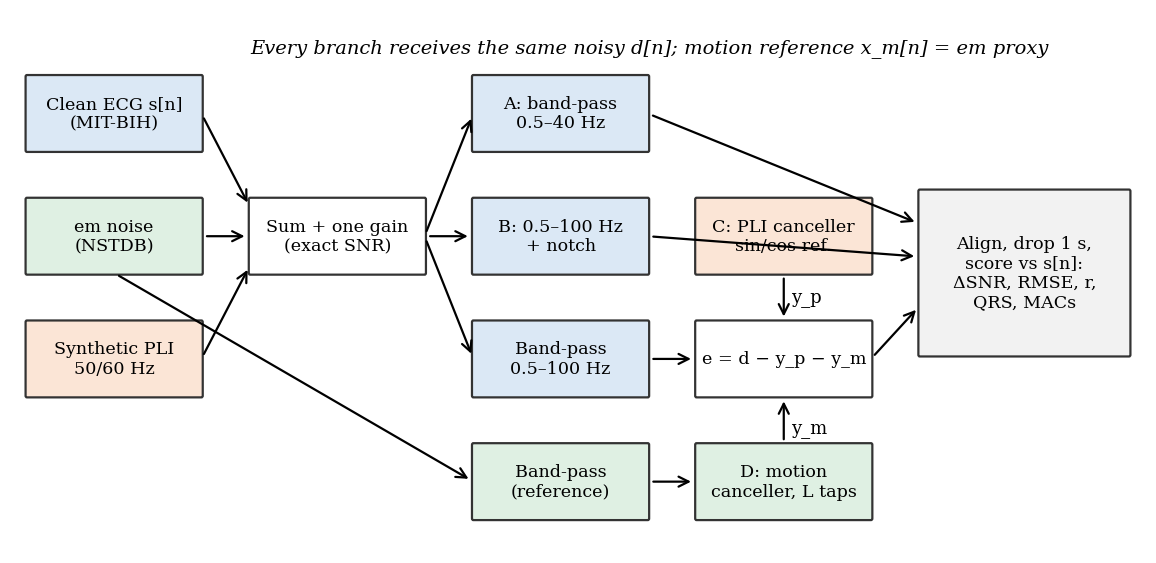 Every branch receives the same noisy d[n]; motion reference x_m[n] = em proxy
Clean ECG s[n]
(MIT-BIH)
em noise
(NSTDB)
Synthetic PLI
50/60 Hz
Sum + one gain
(exact SNR)
A: band-pass
0.5–40 Hz
B: 0.5–100 Hz
+ notch
Band-pass
0.5–100 Hz
Band-pass
(reference)
C: PLI canceller
sin/cos ref
y_p
e = d − y_p − y_m
y_m
D: motion
canceller, L taps
Align, drop 1 s,
score vs s[n]:
ΔSNR, RMSE, r,
QRS, MACs